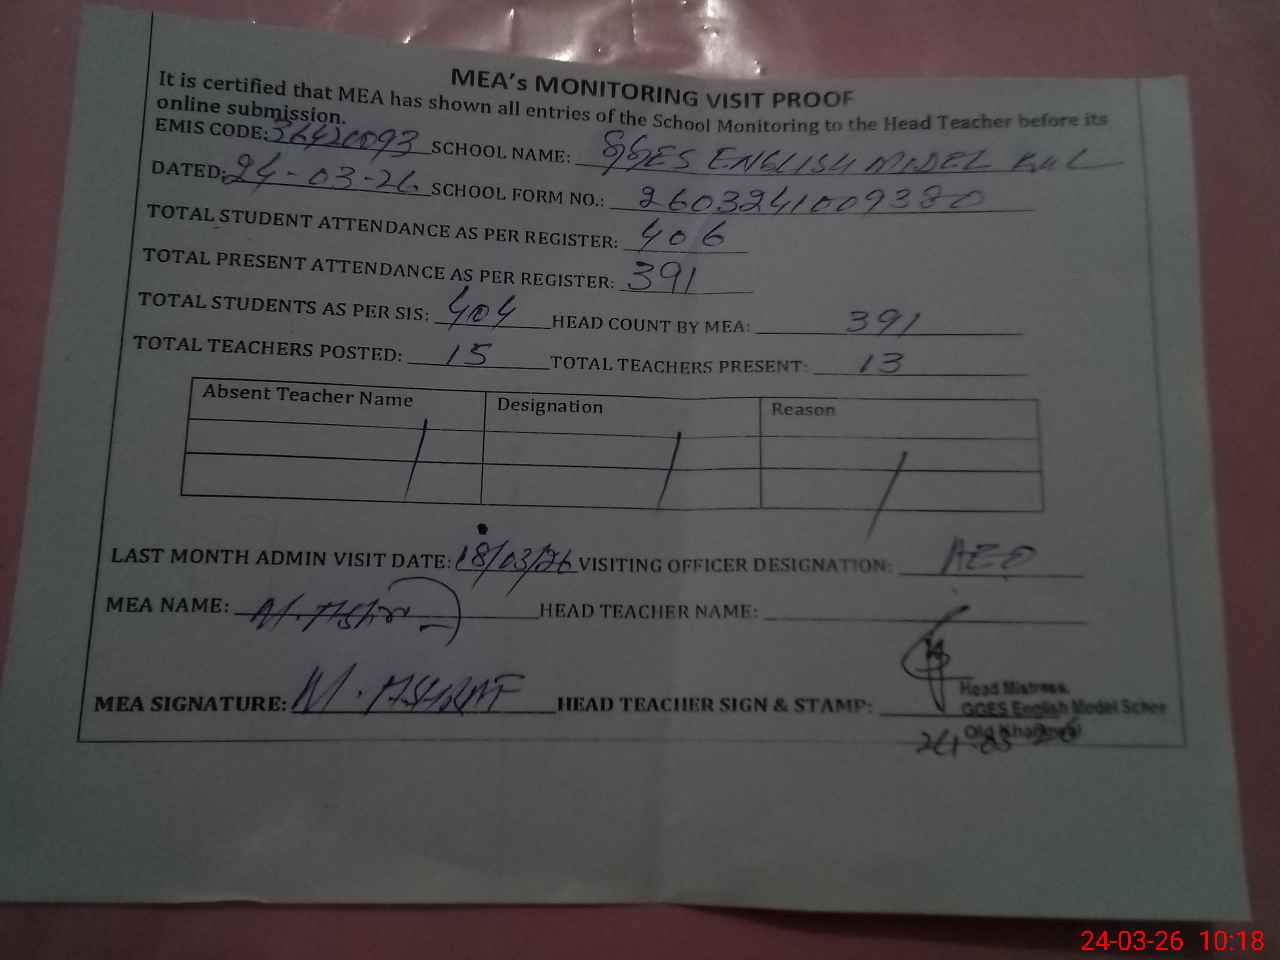 MEA's MONITORING VISIT PROOF
It is certified that MEA has shown all entries of the School Monitoring to the Head Teacher before its
online submission.
EMIS CODE: 36420093 SCHOOL NAME: GGES ENGLISH MODEL
DATED: 24-03-26 SCHOOL FORM NO.: 2603241009380
TOTAL STUDENT ATTENDANCE AS PER REGISTER: 406
TOTAL PRESENT ATTENDANCE AS PER REGISTER: 391
TOTAL STUDENTS AS PER SIS: 404 HEAD COUNT BY MEA: 391
TOTAL TEACHERS POSTED: 15 TOTAL TEACHERS PRESENT: 13
Absent Teacher Name Designation Reason
LAST MONTH ADMIN VISIT DATE: 18/03/26 VISITING OFFICER DESIGNATION: AEO
MEA NAME: HEAD TEACHER NAME:
MEA SIGNATURE: M. ASHRAF HEAD TEACHER SIGN & STAMP:
Head Mistress,
GGES English Medel Schee
Old
24-03-26 10:18